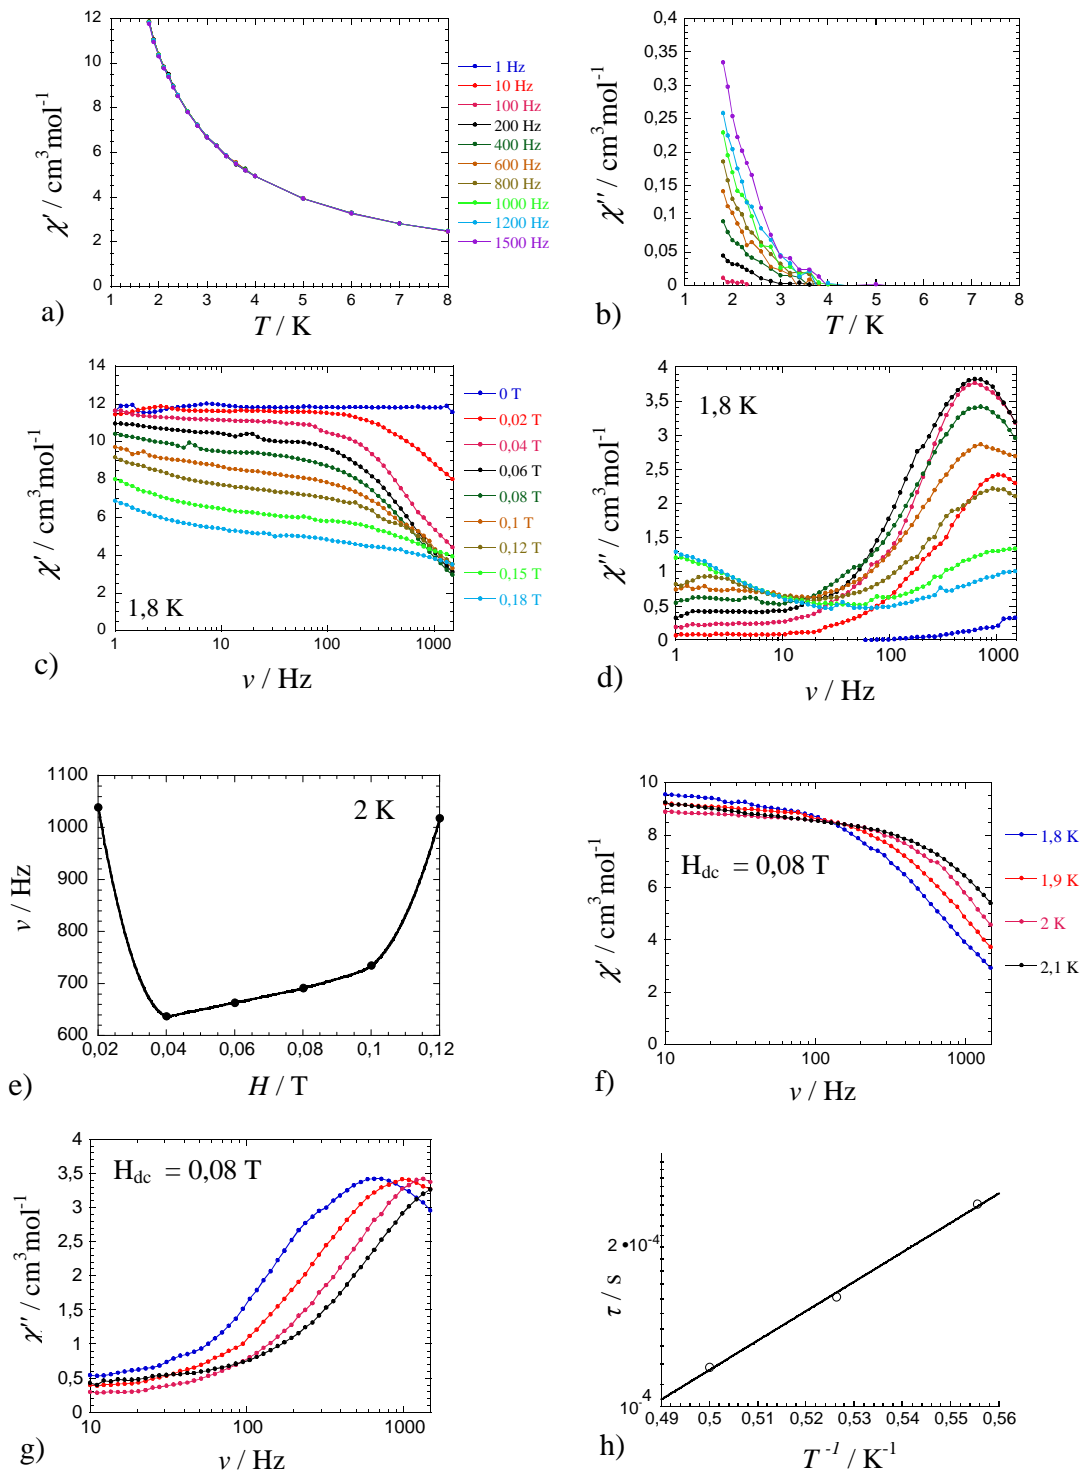 12
10
8
6
4
2
0
1 2 3 4 5 6 7 8
χ′ / cm³mol⁻¹
T / K
a)
1 Hz
10 Hz
100 Hz
200 Hz
400 Hz
600 Hz
800 Hz
1000 Hz
1200 Hz
1500 Hz
0,4
0,35
0,3
0,25
0,2
0,15
0,1
0,05
0
1 2 3 4 5 6 7 8
χ″ / cm³mol⁻¹
T / K
b)
14
12
10
8
6
4
2
0
1 10 100 1000
χ′ / cm³mol⁻¹
1,8 K
ν / Hz
c)
0 T
0,02 T
0,04 T
0,06 T
0,08 T
0,1 T
0,12 T
0,15 T
0,18 T
4
3,5
3
2,5
2
1,5
1
0,5
0
1 10 100 1000
χ″ / cm³mol⁻¹
1,8 K
ν / Hz
d)
1100
1000
900
800
700
600
0,02 0,04 0,06 0,08 0,1 0,12
ν / Hz
2 K
H / T
e)
10
8
6
4
2
0
10 100 1000
χ′ / cm³mol⁻¹
H_dc = 0,08 T
ν / Hz
f)
1,8 K
1,9 K
2 K
2,1 K
4
3,5
3
2,5
2
1,5
1
0,5
0
10 100 1000
χ″ / cm³mol⁻¹
H_dc = 0,08 T
ν / Hz
g)
2 •10⁻⁴
10⁻⁴
0,49 0,5 0,51 0,52 0,53 0,54 0,55 0,56
τ / s
T ⁻¹ / K⁻¹
h)